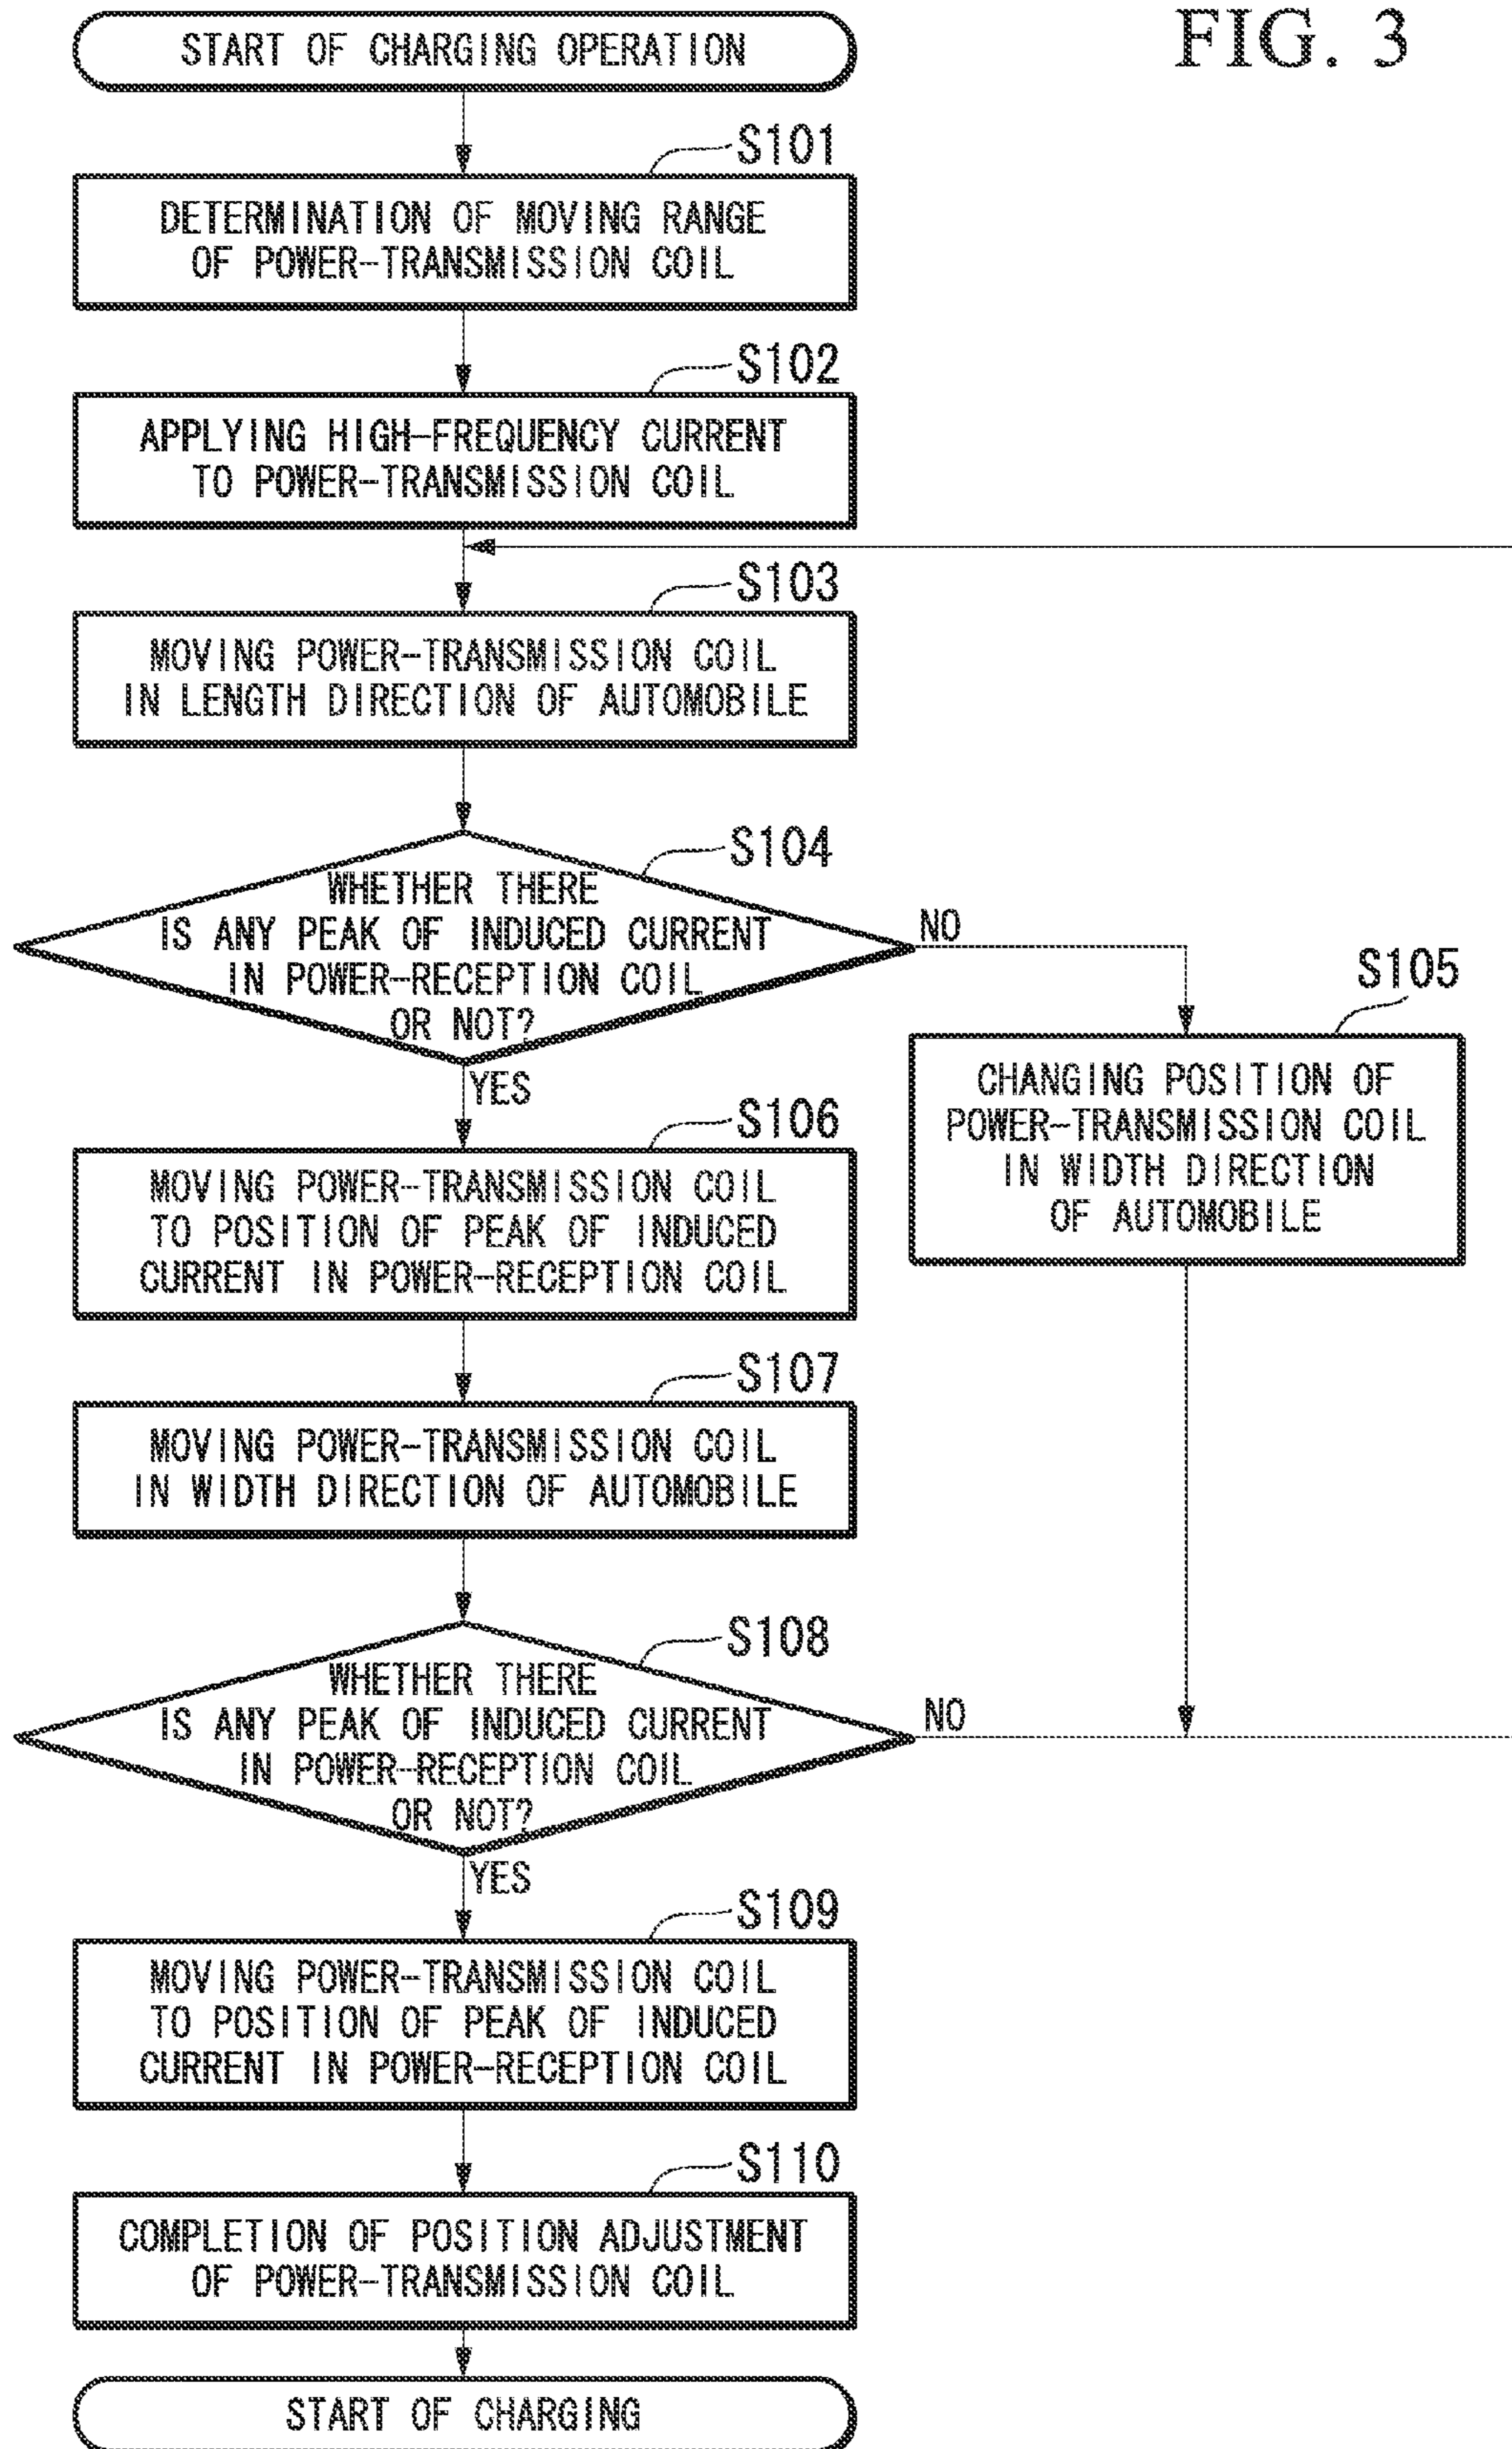 FIG. 3
START OF CHARGING OPERATION
S101
DETERMINATION OF MOVING RANGE
OF POWER-TRANSMISSION COIL
S102
APPLYING HIGH-FREQUENCY CURRENT
TO POWER-TRANSMISSION COIL
S103
MOVING POWER-TRANSMISSION COIL
IN LENGTH DIRECTION OF AUTOMOBILE
S104
WHETHER THERE
IS ANY PEAK OF INDUCED CURRENT
IN POWER-RECEPTION COIL
OR NOT?
NO
YES
S105
CHANGING POSITION OF
POWER-TRANSMISSION COIL
IN WIDTH DIRECTION
OF AUTOMOBILE
S106
MOVING POWER-TRANSMISSION COIL
TO POSITION OF PEAK OF INDUCED
CURRENT IN POWER-RECEPTION COIL
S107
MOVING POWER-TRANSMISSION COIL
IN WIDTH DIRECTION OF AUTOMOBILE
S108
WHETHER THERE
IS ANY PEAK OF INDUCED CURRENT
IN POWER-RECEPTION COIL
OR NOT?
NO
YES
S109
MOVING POWER-TRANSMISSION COIL
TO POSITION OF PEAK OF INDUCED
CURRENT IN POWER-RECEPTION COIL
S110
COMPLETION OF POSITION ADJUSTMENT
OF POWER-TRANSMISSION COIL
START OF CHARGING